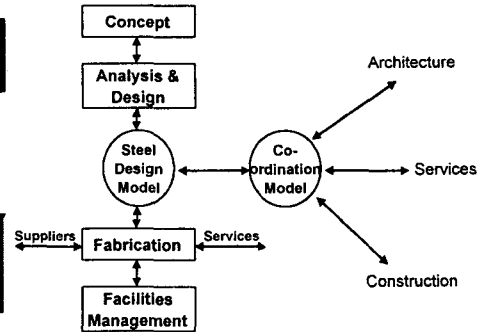 Concept
Analysis &
Design
Architecture
Steel
Design
Model
Co-
ordination
Model
Services
Suppliers
Fabrication
Services
Construction
Facilities
Management